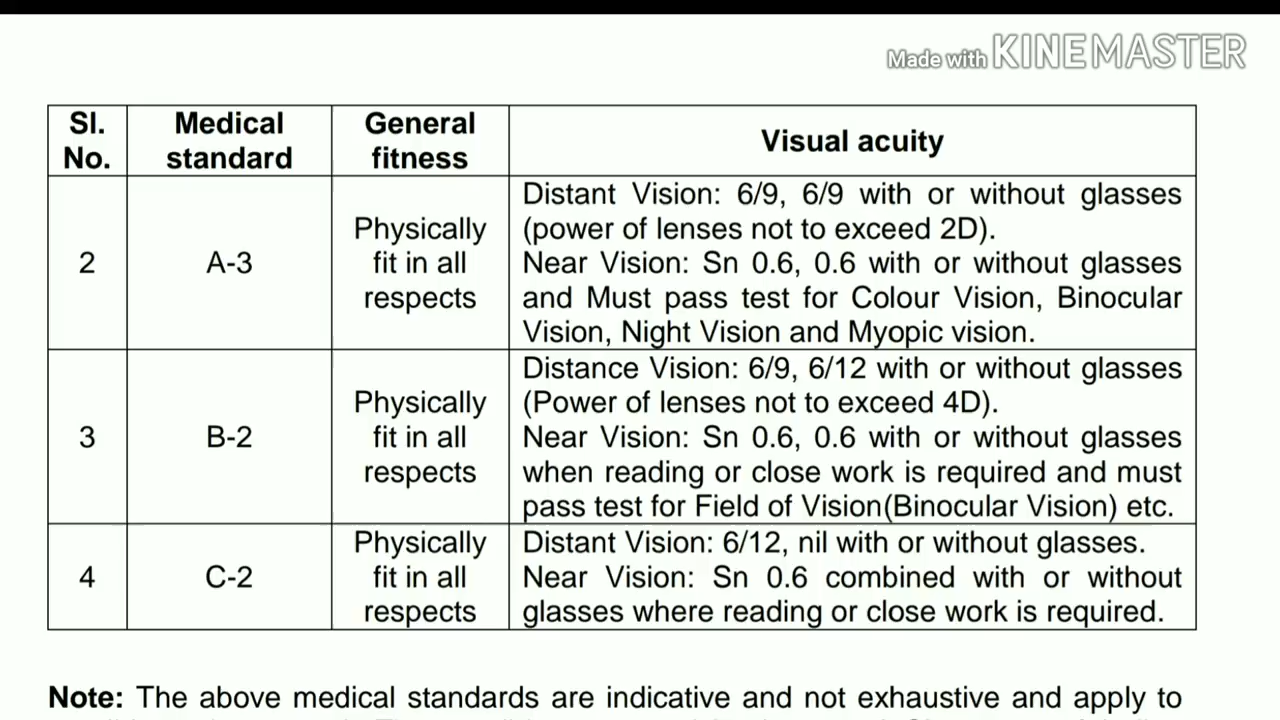 Made with KINEMASTER
Sl. No. Medical standard General fitness Visual acuity
2 A-3 Physically fit in all respects
Distant Vision: 6/9, 6/9 with or without glasses
(power of lenses not to exceed 2D).
Near Vision: Sn 0.6, 0.6 with or without glasses
and Must pass test for Colour Vision, Binocular
Vision, Night Vision and Myopic vision.
3 B-2 Physically fit in all respects
Distance Vision: 6/9, 6/12 with or without glasses
(Power of lenses not to exceed 4D).
Near Vision: Sn 0.6, 0.6 with or without glasses
when reading or close work is required and must
pass test for Field of Vision(Binocular Vision) etc.
4 C-2 Physically fit in all respects
Distant Vision: 6/12, nil with or without glasses.
Near Vision: Sn 0.6 combined with or without
glasses where reading or close work is required.
Note: The above medical standards are indicative and not exhaustive and apply to